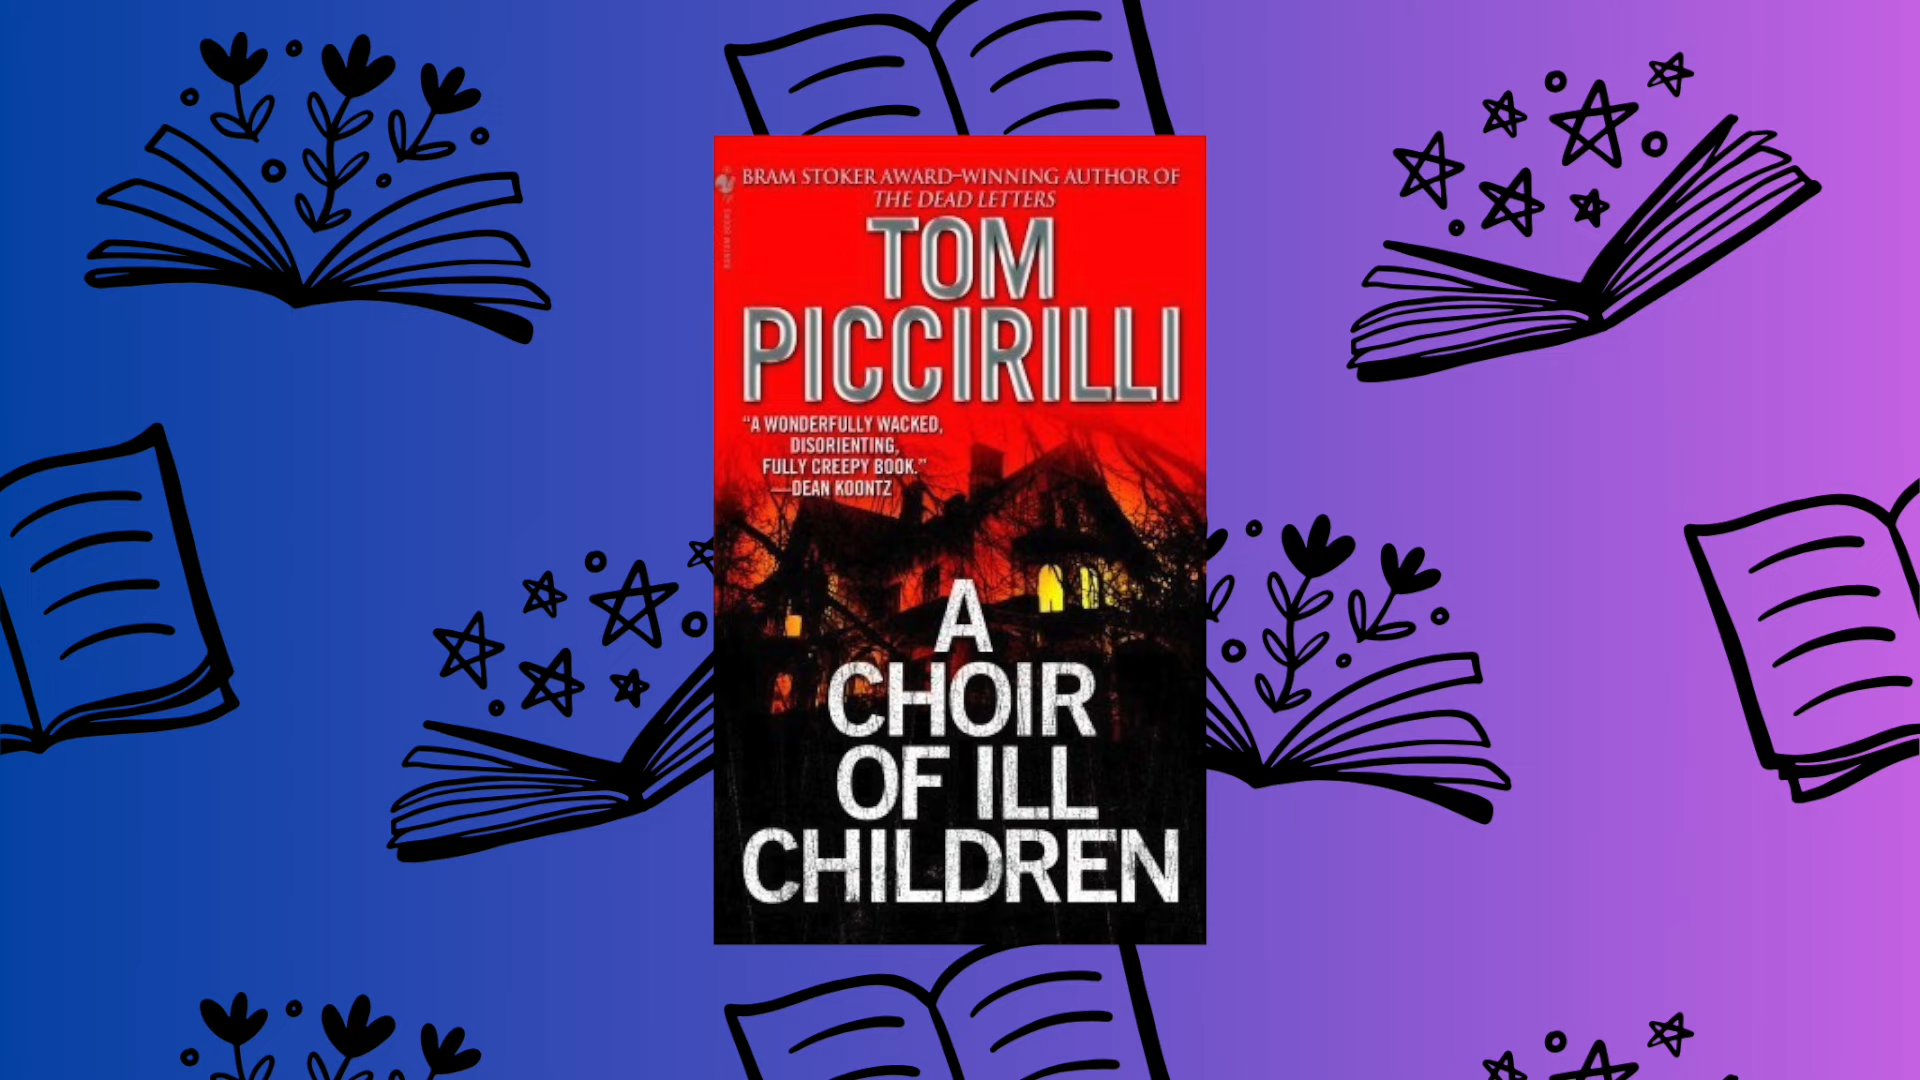 BRAM STOKER AWARD–WINNING AUTHOR OF
THE DEAD LETTERS
TOM
PICCIRILLI
“A WONDERFULLY WACKED,
DISORIENTING,
FULLY CREEPY BOOK.”
—DEAN KOONTZ
A
CHOIR
OF ILL
CHILDREN